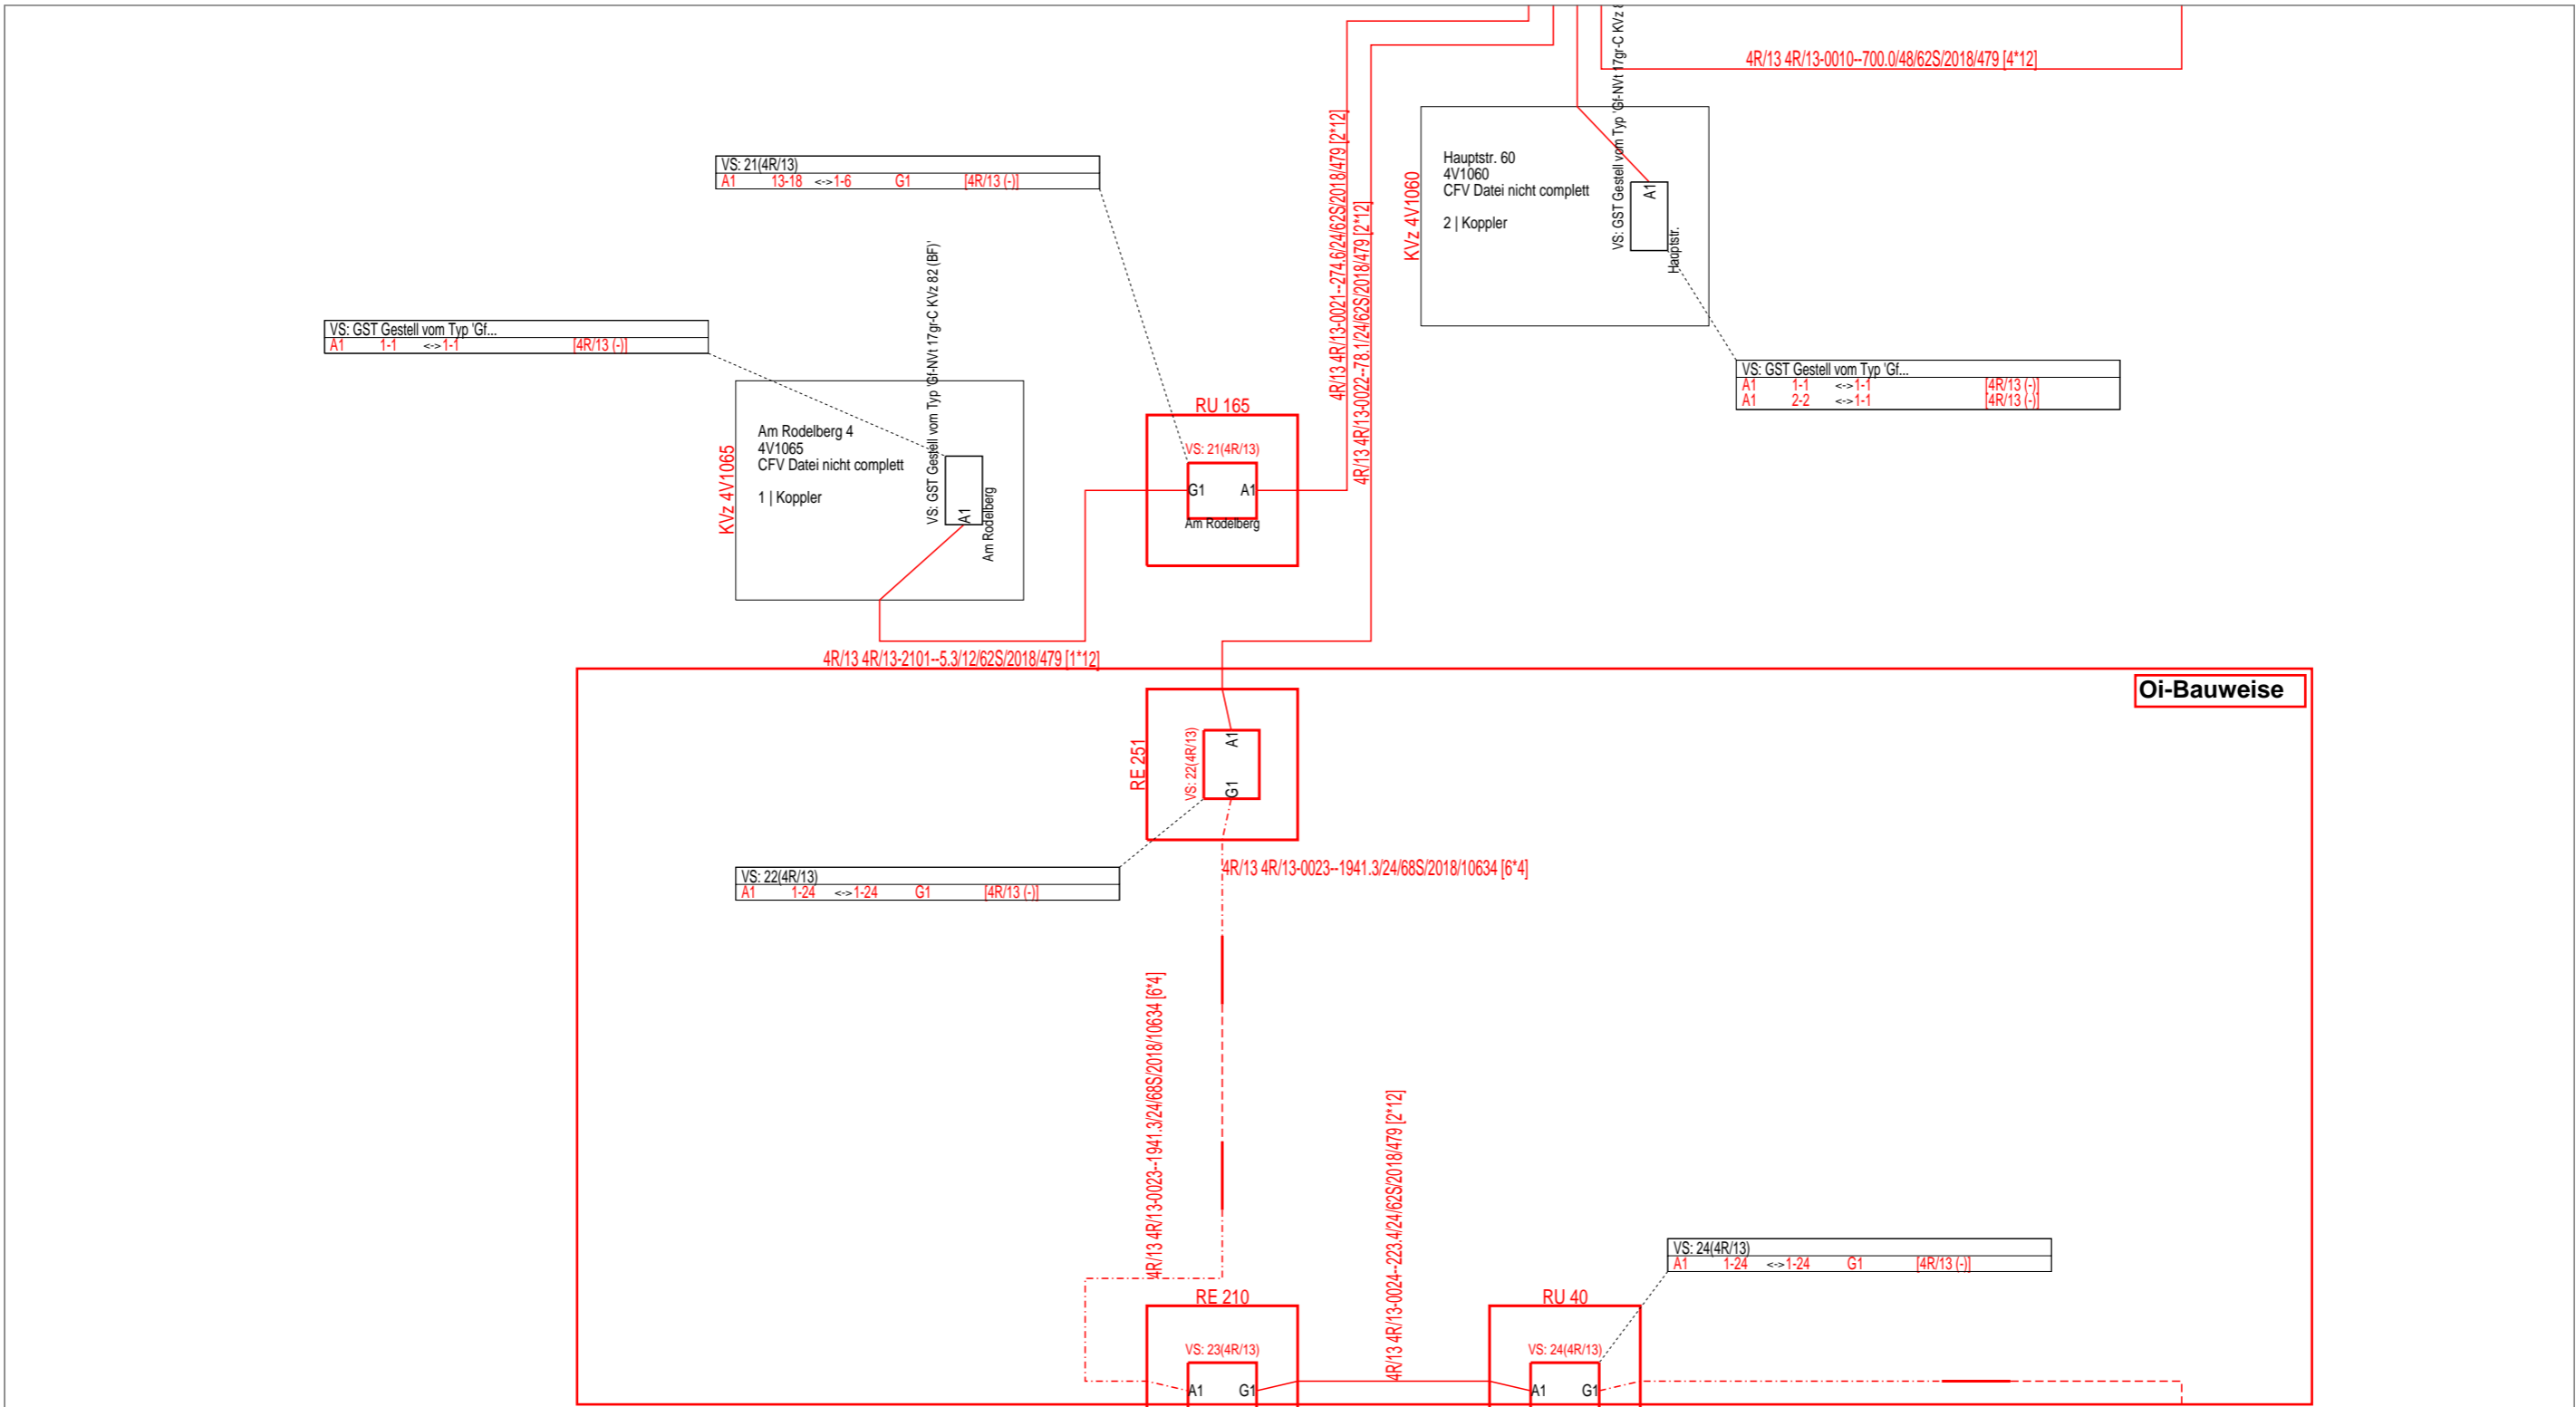 4R/13 4R/13-0010--700.0/48/62S/2018/479 [4*12]
VS: GST Gestell vom Typ 'Gf-NVt 17gr-C KVz
4R/13 4R/13-0021--274.6/24/62S/2018/479 [2*12]
4R/13 4R/13-0022--78.1/24/62S/2018/479 [2*12]
KVz 4V1060
Hauptstr. 60
4V1060
CFV Datei nicht complett
2 | Koppler
A1
Hauptstr.
VS: 21(4R/13)
A1 13-18 <->1-6 G1 [4R/13 (-)]
VS: GST Gestell vom Typ 'Gf...
A1 1-1 <->1-1 [4R/13 (-)]
VS: GST Gestell vom Typ 'Gf...
A1 1-1 <->1-1 [4R/13 (-)]
A1 2-2 <->1-1 [4R/13 (-)]
KVz 4V1065
Am Rodelberg 4
4V1065
CFV Datei nicht complett
1 | Koppler
VS: GST Gestell vom Typ 'Gf-NVt 17gr-C KVz 82 (BF)'
A1
Am Rodelberg
RU 165
VS: 21(4R/13)
G1 A1
Am Rodelberg
4R/13 4R/13-2101--5.3/12/62S/2018/479 [1*12]
Oi-Bauweise
RE 251
VS: 22(4R/13)
A1
G1
VS: 22(4R/13)
A1 1-24 <->1-24 G1 [4R/13 (-)]
4R/13 4R/13-0023--1941.3/24/68S/2018/10634 [6*4]
4R/13 4R/13-0023--1941.3/24/68S/2018/10634 [6*4]
4R/13 4R/13-0024--223.4/24/62S/2018/479 [2*12]
VS: 24(4R/13)
A1 1-24 <->1-24 G1 [4R/13 (-)]
RE 210
VS: 23(4R/13)
A1 G1
RU 40
VS: 24(4R/13)
A1 G1